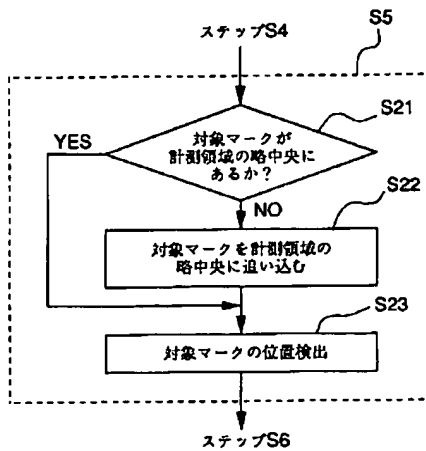 ステップS4
S5
S21
対象マークが
計測領域の略中央に
あるか？
YES
NO
S22
対象マークを計測領域の
略中央に追い込む
S23
対象マークの位置検出
ステップS6